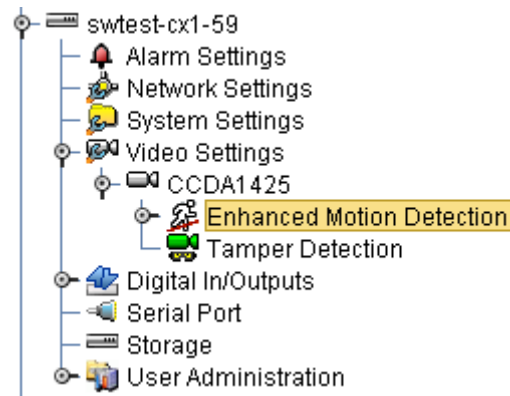 swtest-cx1-59
Alarm Settings
Network Settings
System Settings
Video Settings
CCDA1425
Enhanced Motion Detection
Tamper Detection
Digital In/Outputs
Serial Port
Storage
User Administration